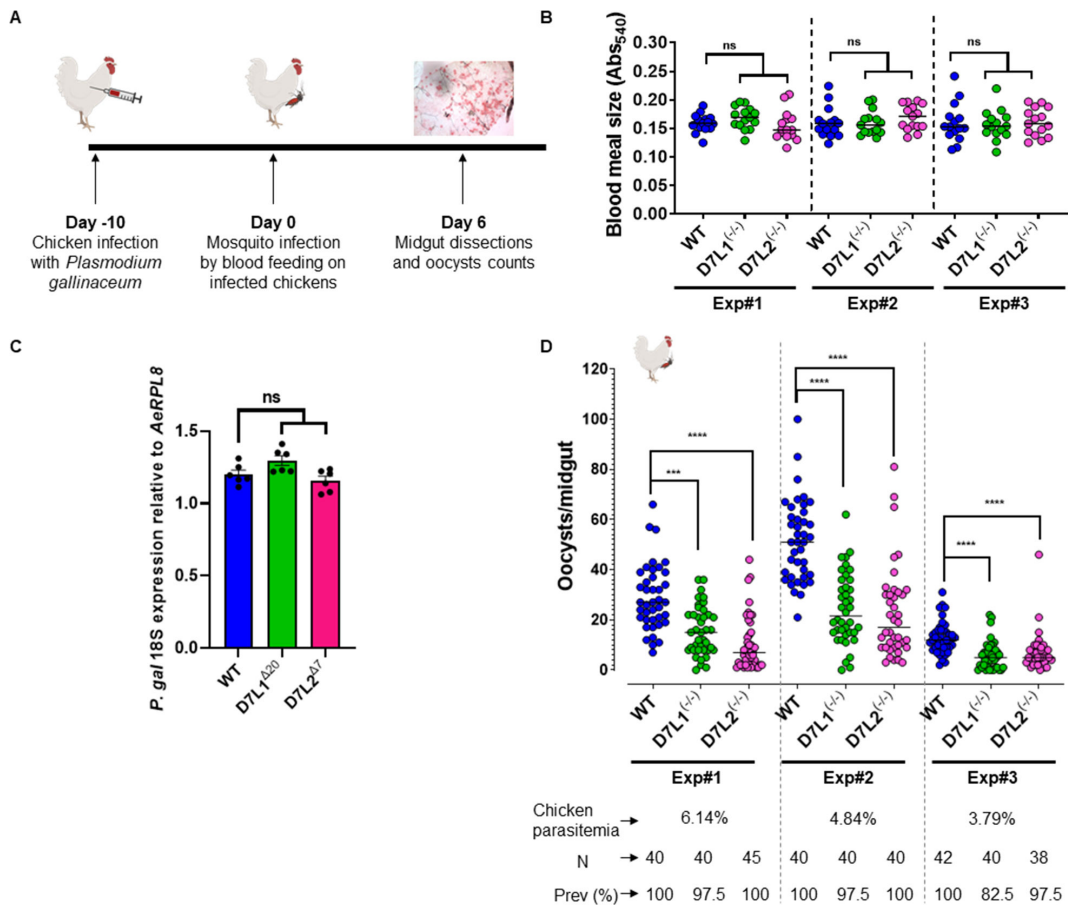 A
Day -10
Chicken infection
with Plasmodium
gallinaceum
Day 0
Mosquito infection
by blood feeding on
infected chickens
Day 6
Midgut dissections
and oocysts counts
B
Blood meal size (Abs540)
0.30
0.25
0.20
0.15
0.10
0.05
0.00
ns
ns
ns
WT
D7L1(-/-)
D7L2(-/-)
WT
D7L1(-/-)
D7L2(-/-)
WT
D7L1(-/-)
D7L2(-/-)
Exp#1
Exp#2
Exp#3
C
P. gal 18S expression relative to AeRPL8
1.5
1.0
0.5
0.0
ns
WT
D7L1Δ20
D7L2Δ7
D
Oocysts/midgut
120
100
80
60
40
20
0
***
****
****
****
****
****
WT
D7L1(-/-)
D7L2(-/-)
WT
D7L1(-/-)
D7L2(-/-)
WT
D7L1(-/-)
D7L2(-/-)
Exp#1
Exp#2
Exp#3
Chicken
parasitemia
6.14% 4.84% 3.79%
N 40 40 45 40 40 40 42 40 38
Prev (%) 100 97.5 100 100 97.5 100 100 82.5 97.5